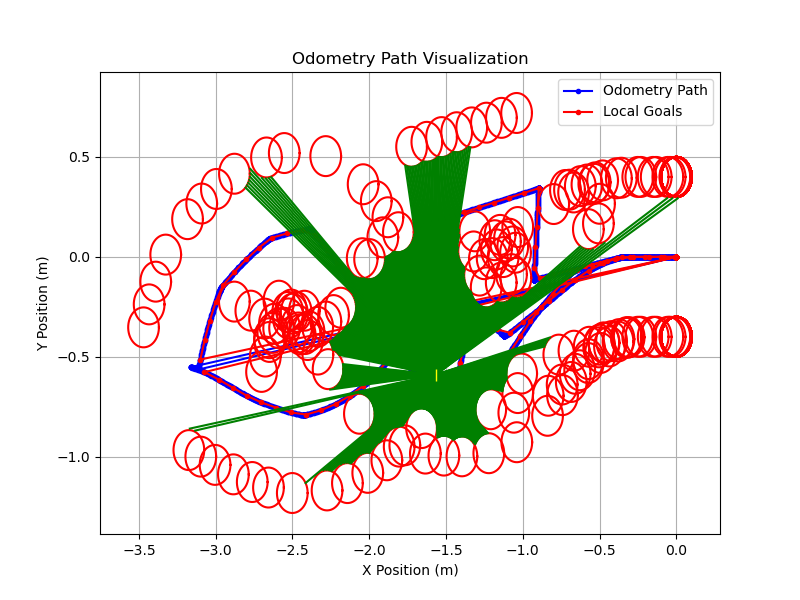 Odometry Path Visualization
Odometry Path
Local Goals
Y Position (m)
0.5
0.0
−0.5
−1.0
−3.5 −3.0 −2.5 −2.0 −1.5 −1.0 −0.5 0.0
X Position (m)